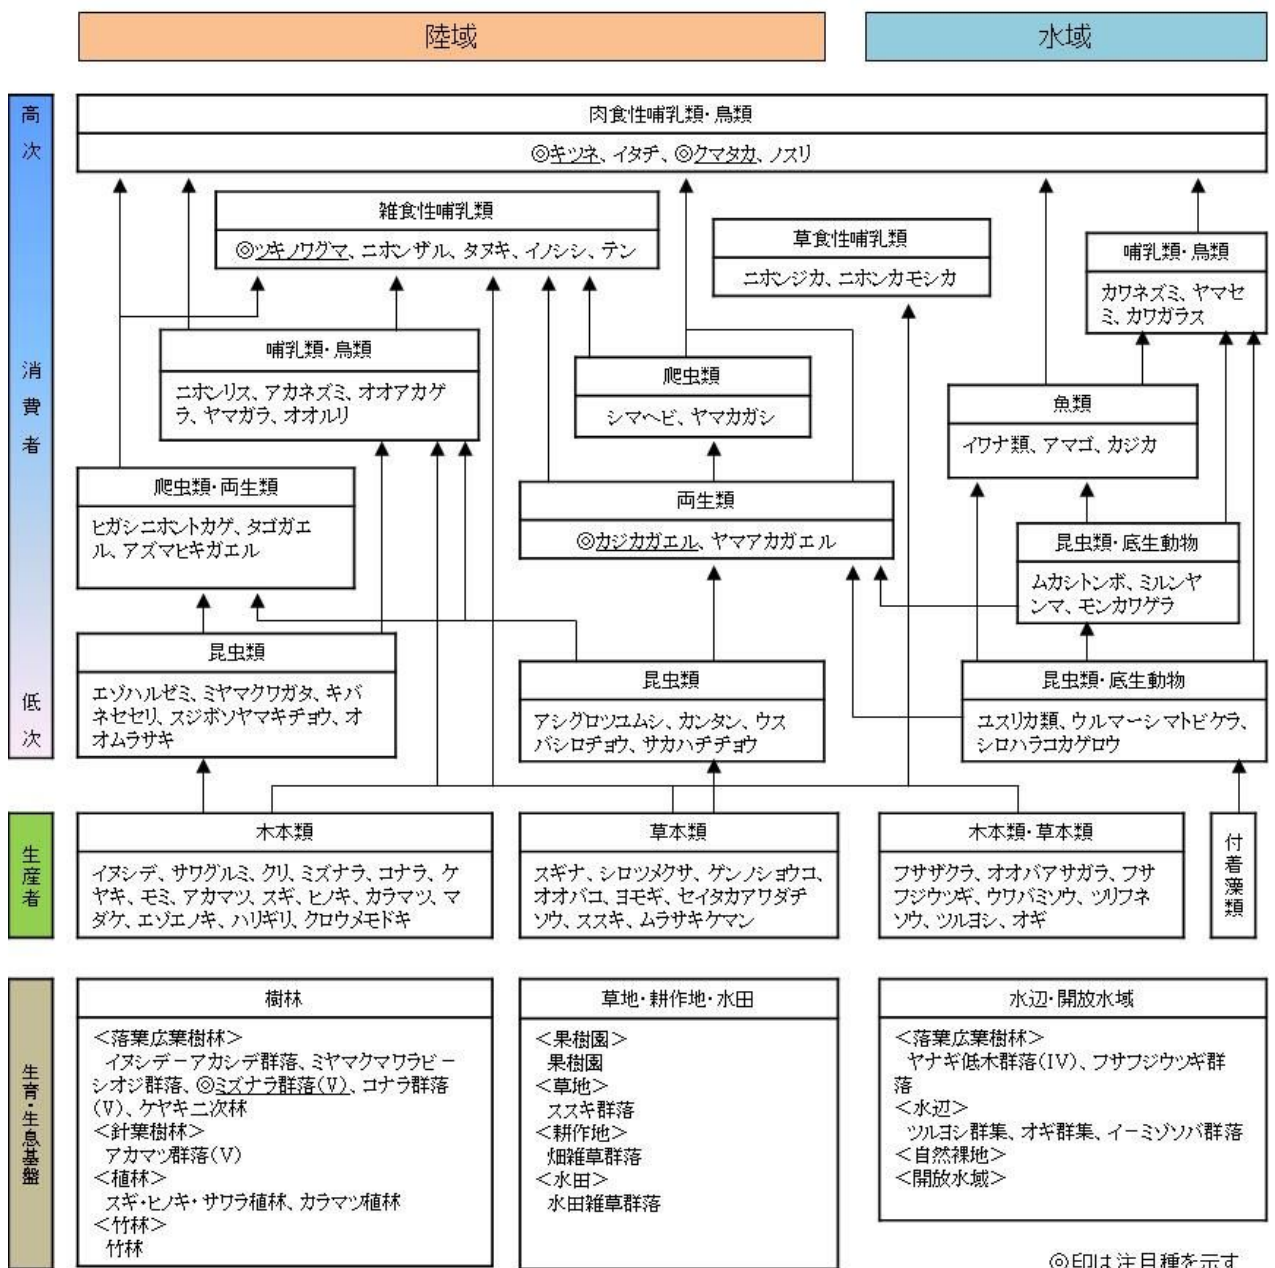 陸域
水域
高次
消費者
低次
肉食性哺乳類・鳥類
◎キツネ、イタチ、◎クマタカ、ノスリ
雑食性哺乳類
◎ツキノワグマ、ニホンザル、タヌキ、イノシシ、テン
草食性哺乳類
ニホンジカ、ニホンカモシカ
哺乳類・鳥類
カワネズミ、ヤマセ
ミ、カワガラス
哺乳類・鳥類
ニホンリス、アカネズミ、オオアカゲ
ラ、ヤマガラ、オオルリ
爬虫類
シマヘビ、ヤマカガシ
魚類
イワナ類、アマゴ、カジカ
爬虫類・両生類
ヒガシニホントカゲ、タゴガエ
ル、アズマヒキガエル
両生類
◎カジカガエル、ヤマアカガエル
昆虫類・底生動物
ムカシトンボ、ミルンヤ
ンマ、モンカワゲラ
昆虫類
エゾハルゼミ、ミヤマクワガタ、キバ
ネセセリ、スジボソヤマキチョウ、オ
オムラサキ
昆虫類
アシグロツユムシ、カンタン、ウス
バシロチョウ、サカハチチョウ
昆虫類・底生動物
ユスリカ類、ウルマーシマトビケラ、
シロハラコカゲロウ
生産者
木本類
イヌシデ、サワグルミ、クリ、ミズナラ、コナラ、ケ
ヤキ、モミ、アカマツ、スギ、ヒノキ、カラマツ、マ
ダケ、エゾエノキ、ハリギリ、クロウメモドキ
草本類
スギナ、シロツメクサ、ゲンノショウコ、
オオバコ、ヨモギ、セイタカアワダチ
ソウ、ススキ、ムラサキケマン
木本類・草本類
フサザクラ、オオバアサガラ、フサ
フジウツギ、ウワバミソウ、ツリフネ
ソウ、ツルヨシ、オギ
付着藻類
生育・生息基盤
樹林
<落葉広葉樹林>
イヌシデーアカシデ群落、ミヤマクマワラビー
シオジ群落、◎ミズナラ群落(V)、コナラ群落
(V)、ケヤキ二次林
<針葉樹林>
アカマツ群落(V)
<植林>
スギ・ヒノキ・サワラ植林、カラマツ植林
<竹林>
竹林
草地・耕作地・水田
<果樹園>
果樹園
<草地>
ススキ群落
<耕作地>
畑雑草群落
<水田>
水田雑草群落
水辺・開放水域
<落葉広葉樹林>
ヤナギ低木群落(IV)、フサフジウツギ群
落
<水辺>
ツルヨシ群集、オギ群集、イーミゾソバ群落
<自然裸地>
<開放水域>
◎印は注目種を示す